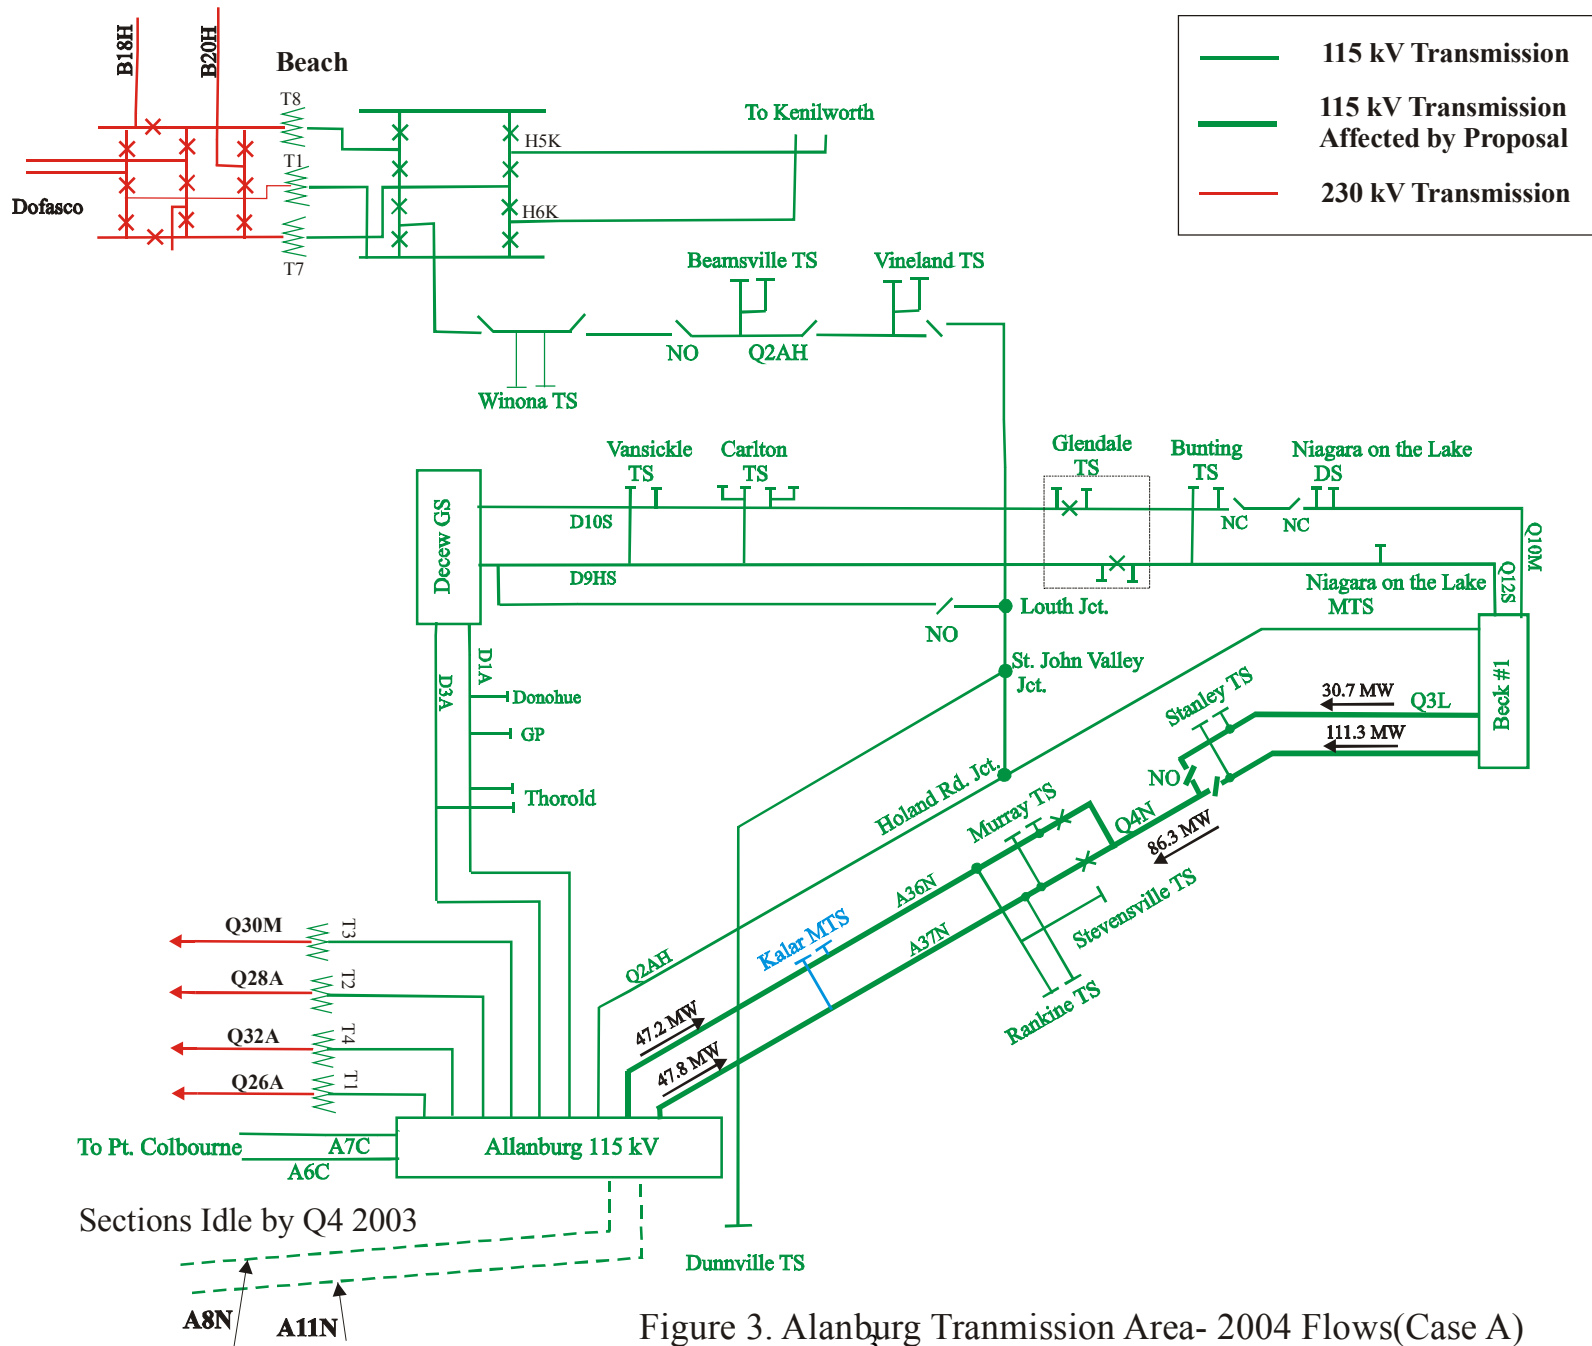 B18H
B20H
Beach
T8
T1
T7
Dofasco
H5K
H6K
To Kenilworth
115 kV Transmission
115 kV Transmission
Affected by Proposal
230 kV Transmission
Beamsville TS
Vineland TS
NO
Q2AH
Winona TS
Vansickle
TS
Carlton
TS
Glendale
TS
Bunting
TS
Niagara on the Lake
DS
Decew GS
D10S
D9HS
NC
NC
Q10M
Q12S
Niagara on the Lake
MTS
NO
Louth Jct.
St. John Valley
Jct.
D1A
D3A
Donohue
GP
Thorold
Beck #1
Stanley TS
30.7 MW
Q3L
111.3 MW
NO
Holand Rd. Jct.
Murray TS
Q4N
86.3 MW
Stevensville TS
A36N
A37N
Kalar MTS
Rankine TS
Q2AH
47.2 MW
47.8 MW
Q30M
T3
Q28A
T2
Q32A
T4
Q26A
T1
To Pt. Colbourne
A7C
A6C
Allanburg 115 kV
Sections Idle by Q4 2003
Dunnville TS
A8N
A11N
Figure 3. Alanburg Tranmission Area- 2004 Flows(Case A)
3